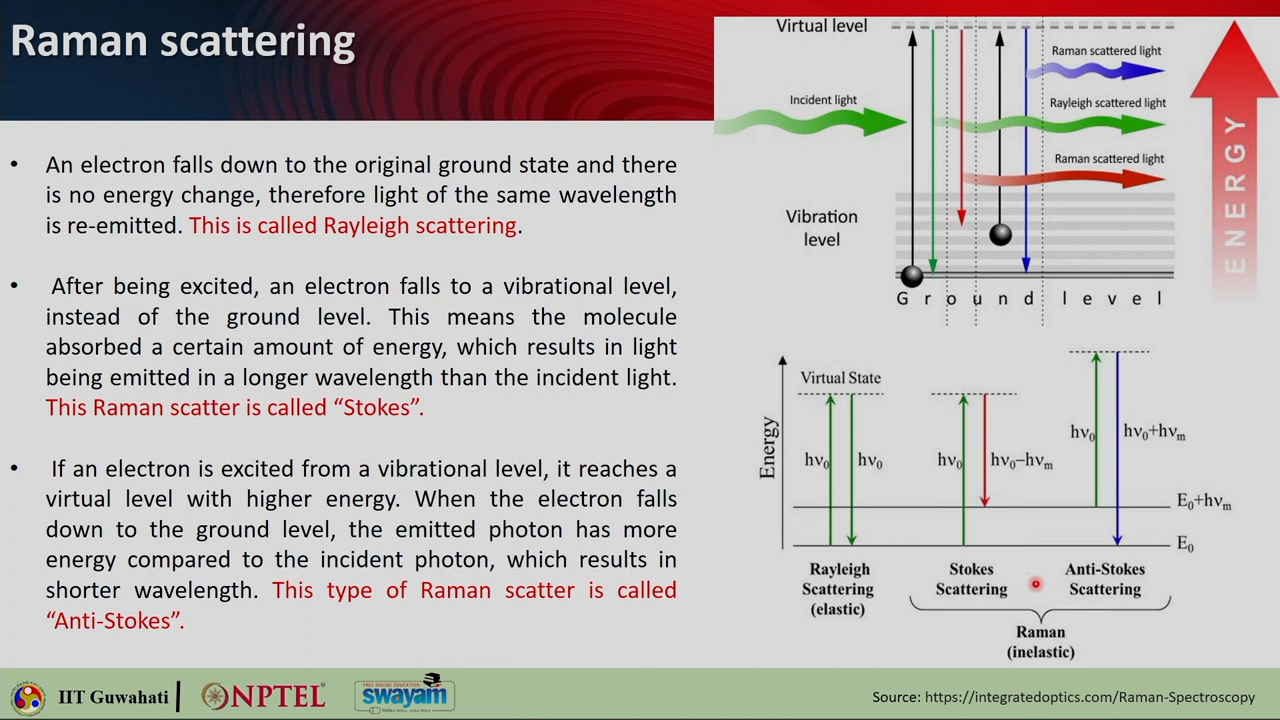 Raman scattering
• An electron falls down to the original ground state and there
is no energy change, therefore light of the same wavelength
is re-emitted. This is called Rayleigh scattering.
• After being excited, an electron falls to a vibrational level,
instead of the ground level. This means the molecule
absorbed a certain amount of energy, which results in light
being emitted in a longer wavelength than the incident light.
This Raman scatter is called “Stokes”.
• If an electron is excited from a vibrational level, it reaches a
virtual level with higher energy. When the electron falls
down to the ground level, the emitted photon has more
energy compared to the incident photon, which results in
shorter wavelength. This type of Raman scatter is called
“Anti-Stokes”.
Virtual level
Raman scattered light
Incident light
Rayleigh scattered light
Raman scattered light
Vibration
level
Ground level
ENERGY
Energy
Virtual State
hν₀
hν₀
hν₀
hν₀–hνₘ
hν₀
hν₀+hνₘ
E₀+hνₘ
E₀
Rayleigh
Scattering
(elastic)
Stokes
Scattering
Anti-Stokes
Scattering
Raman
(inelastic)
IIT Guwahati
NPTEL
FREE ONLINE EDUCATION
swayam
Source: https://integratedoptics.com/Raman-Spectroscopy